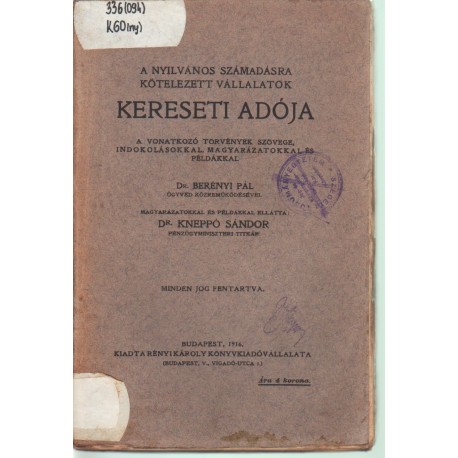 336(094)
K60(ny)
A NYILVÁNOS SZÁMADÁSRA
KÖTELEZETT VÁLLALATOK
KERESETI ADÓJA
A VONATKOZÓ TÖRVÉNYEK SZÖVEGE,
INDOKOLÁSOKKAL, MAGYARÁZATOKKAL ÉS
PÉLDÁKKAL
DR. BERÉNYI PÁL
ÜGYVÉD KÖZREMŰKÖDÉSÉVEL
MAGYARÁZATOKKAL ÉS PÉLDÁKKAL ELLÁTTA:
DR. KNEPPÓ SÁNDOR
PÉNZÜGYMINISZTERI TITKÁR
MINDEN JOG FENTARTVA.
BUDAPEST, 1916.
KIADTA RÉNYI KÁROLY KÖNYVKIADÓVÁLLALATA
(BUDAPEST, V., VIGADÓ-UTCA 1.)
Ára 4 korona.